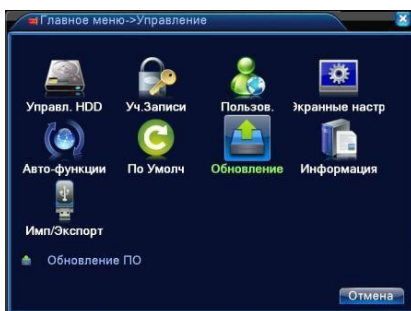 Главное меню->Управление
Управл. HDD Уч.Записи Пользов. Экранные настр
Авто-функции По Умолч Обновление Информация
Имп/Экспорт
Обновление ПО
Отмена